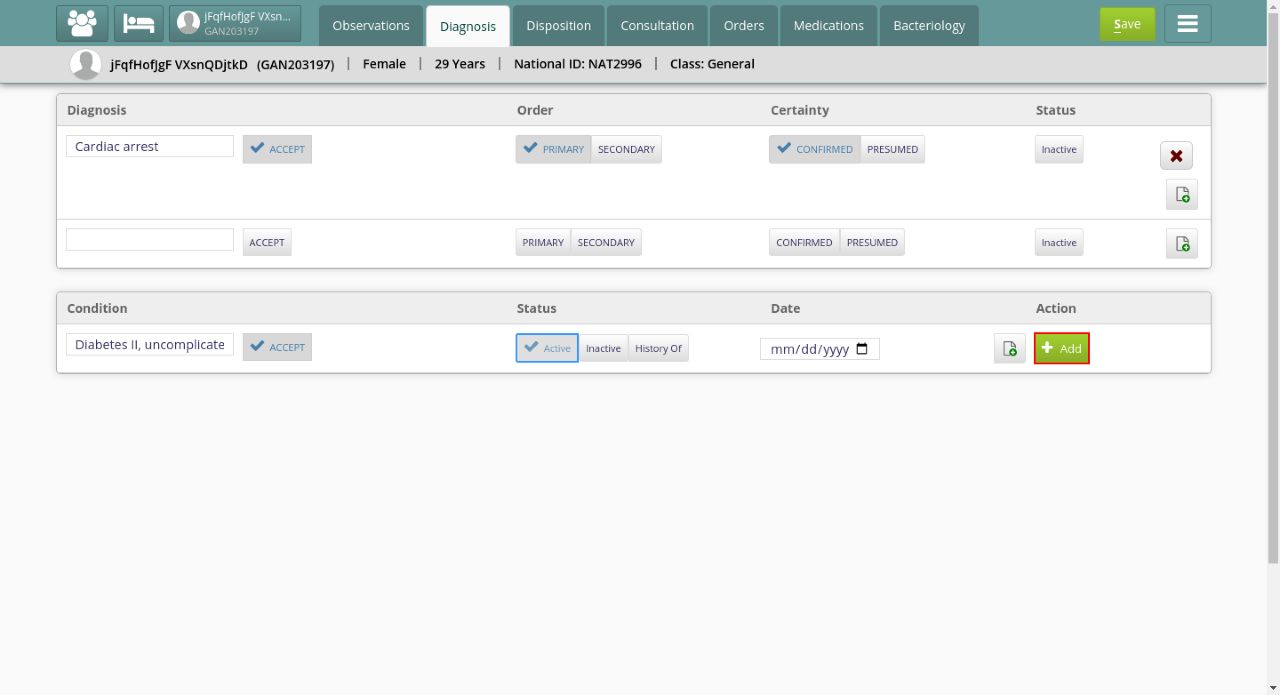 jFqfHofJgF VXsn...
GAN203197
Observations
Diagnosis
Disposition
Consultation
Orders
Medications
Bacteriology
Save
jFqfHofJgF VXsnQDjtkD (GAN203197) | Female | 29 Years | National ID: NAT2996 | Class: General
Diagnosis Order Certainty Status
Cardiac arrest ACCEPT PRIMARY SECONDARY CONFIRMED PRESUMED Inactive
ACCEPT PRIMARY SECONDARY CONFIRMED PRESUMED Inactive
Condition Status Date Action
Diabetes II, uncomplicate ACCEPT Active Inactive History Of mm/dd/yyyy Add